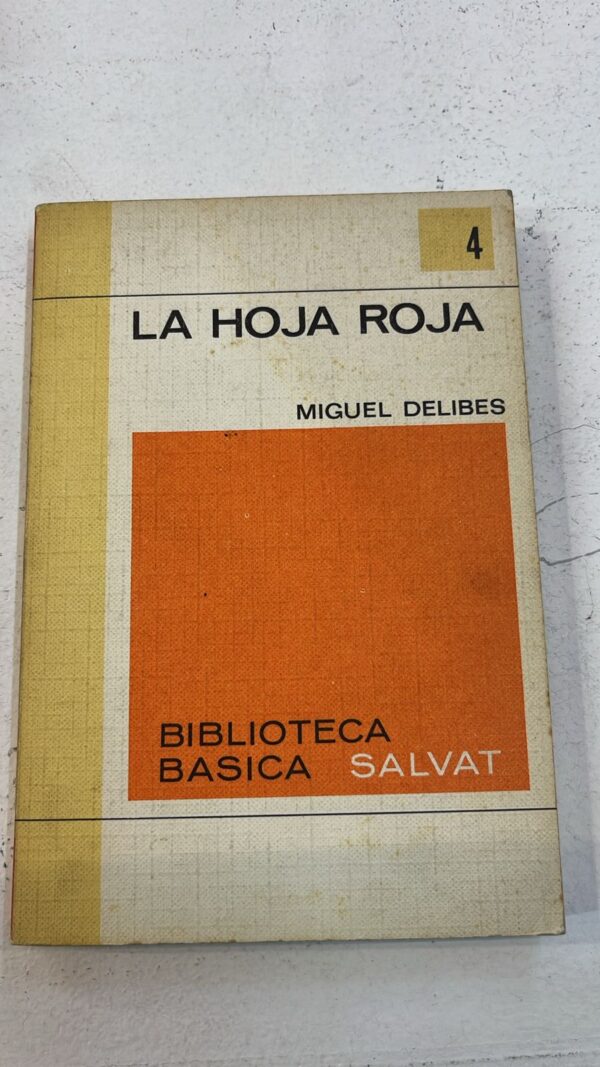 4
LA HOJA ROJA
MIGUEL DELIBES
BIBLIOTECA
BASICA SALVAT